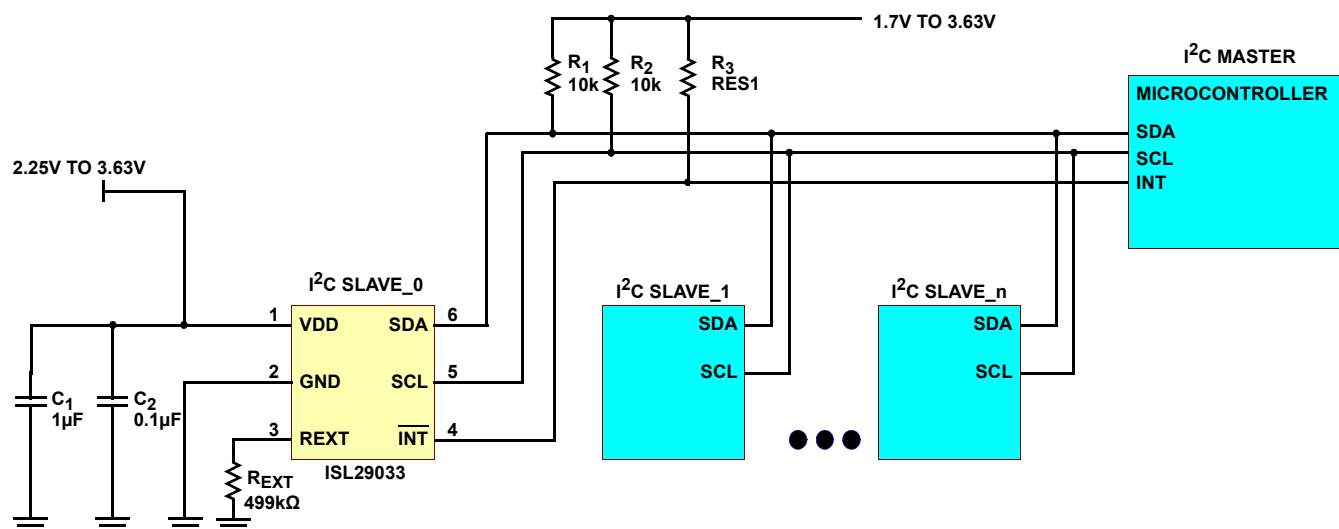 1.7V TO 3.63V
R1
10k
R2
10k
R3
RES1
I2C MASTER
MICROCONTROLLER
SDA
SCL
INT
2.25V TO 3.63V
I2C SLAVE_0
1
VDD
SDA
6
2
GND
SCL
5
3
REXT
INT
4
ISL29033
C1
1µF
C2
0.1µF
REXT
499kΩ
I2C SLAVE_1
SDA
SCL
I2C SLAVE_n
SDA
SCL